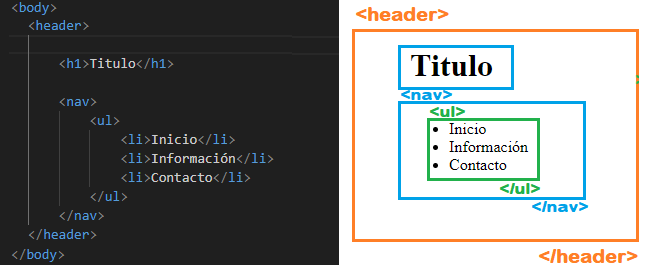 <body>
<header>
<h1>Titulo</h1>
<nav>
<ul>
<li>Inicio</li>
<li>Información</li>
<li>Contacto</li>
</ul>
</nav>
</header>
</body>
<header>
Titulo
<nav>
<ul>
Inicio
Información
Contacto
</ul>
</nav>
</header>